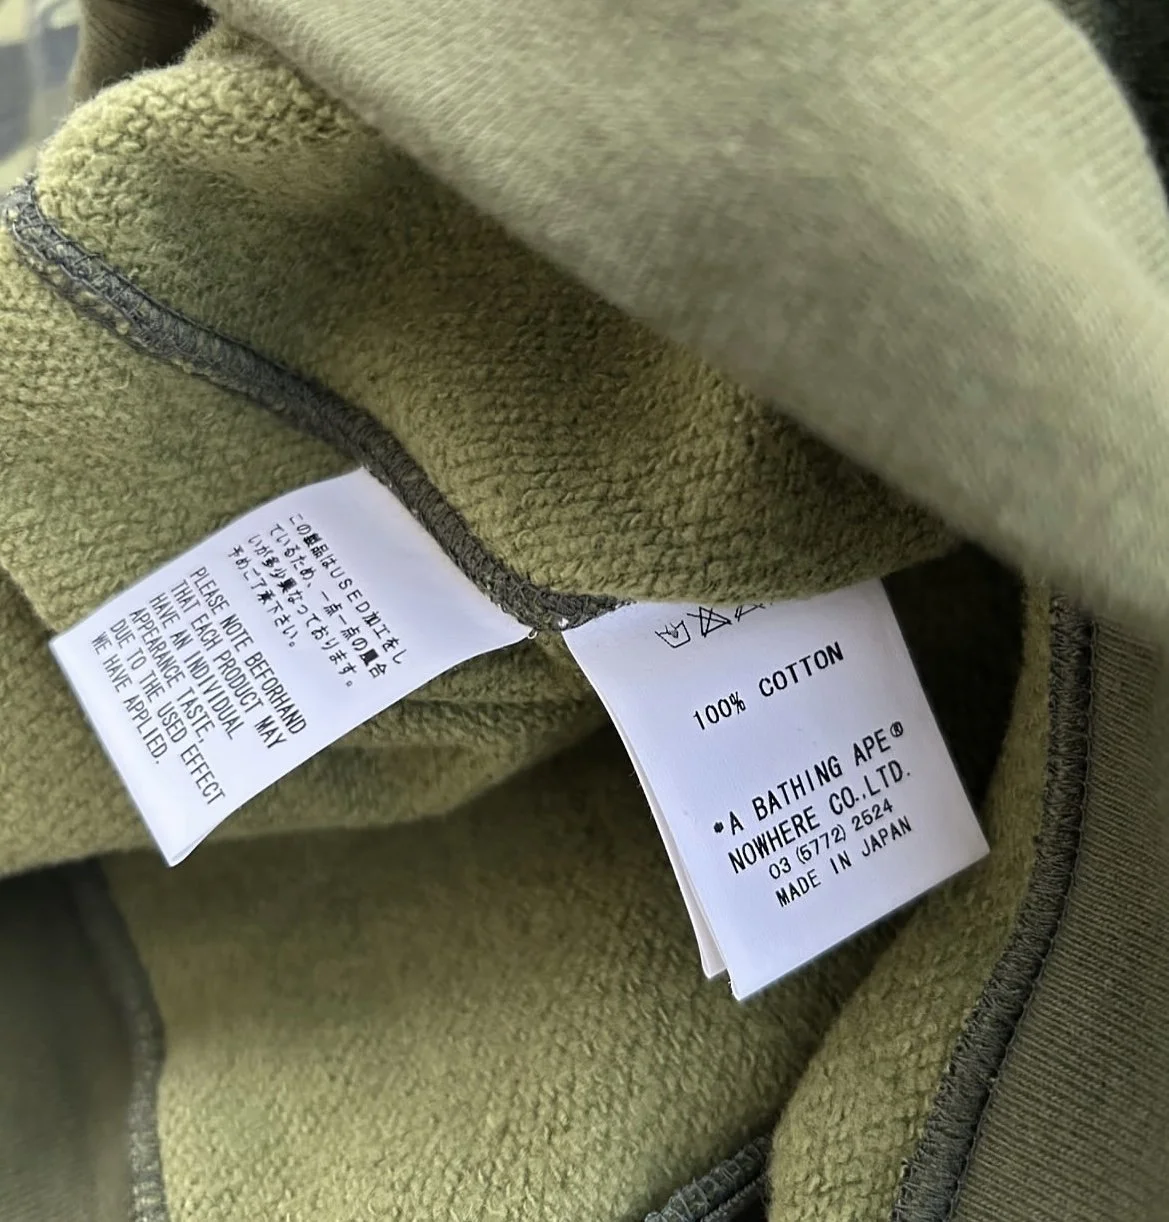 この製品はUSED加工をし
ているため、一点一点の風合
いが多少異なっております。
予めご了承下さい。
PLEASE NOTE BEFORHAND
THAT EACH PRODUCT MAY
HAVE AN INDIVIDUAL
APPEARANCE TASTE,
DUE TO THE USED EFFECT
WE HAVE APPLIED.
100% COTTON
*A BATHING APE®
NOWHERE CO.,LTD.
03 (5772) 2524
MADE IN JAPAN